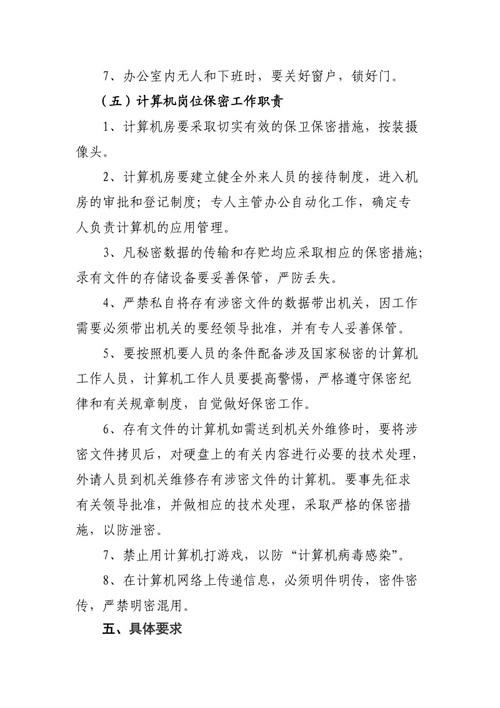 7、办公室内无人和下班时，要关好窗户，锁好门。
（五）计算机岗位保密工作职责
1、计算机房要采取切实有效的保卫保密措施，按装摄
像头。
2、计算机房要建立健全外来人员的接待制度，进入机
房的审批和登记制度；专人主管办公自动化工作，确定专
人负责计算机的应用管理。
3、凡秘密数据的传输和存贮均应采取相应的保密措施；
录有文件的存储设备要妥善保管，严防丢失。
4、严禁私自将存有涉密文件的数据带出机关，因工作
需要必须带出机关的要经领导批准，并有专人妥善保管。
5、要按照机要人员的条件配备涉及国家秘密的计算机
工作人员，计算机工作人员要提高警惕，严格遵守保密纪
律和有关规章制度，自觉做好保密工作。
6、存有文件的计算机如需送到机关外维修时，要将涉
密文件拷贝后，对硬盘上的有关内容进行必要的技术处理，
外请人员到机关维修存有涉密文件的计算机。要事先征求
有关领导批准，并做相应的技术处理，采取严格的保密措
施，以防泄密。
7、禁止用计算机打游戏，以防“计算机病毒感染”。
8、在计算机网络上传递信息，必须明件明传，密件密
传，严禁明密混用。
五、具体要求